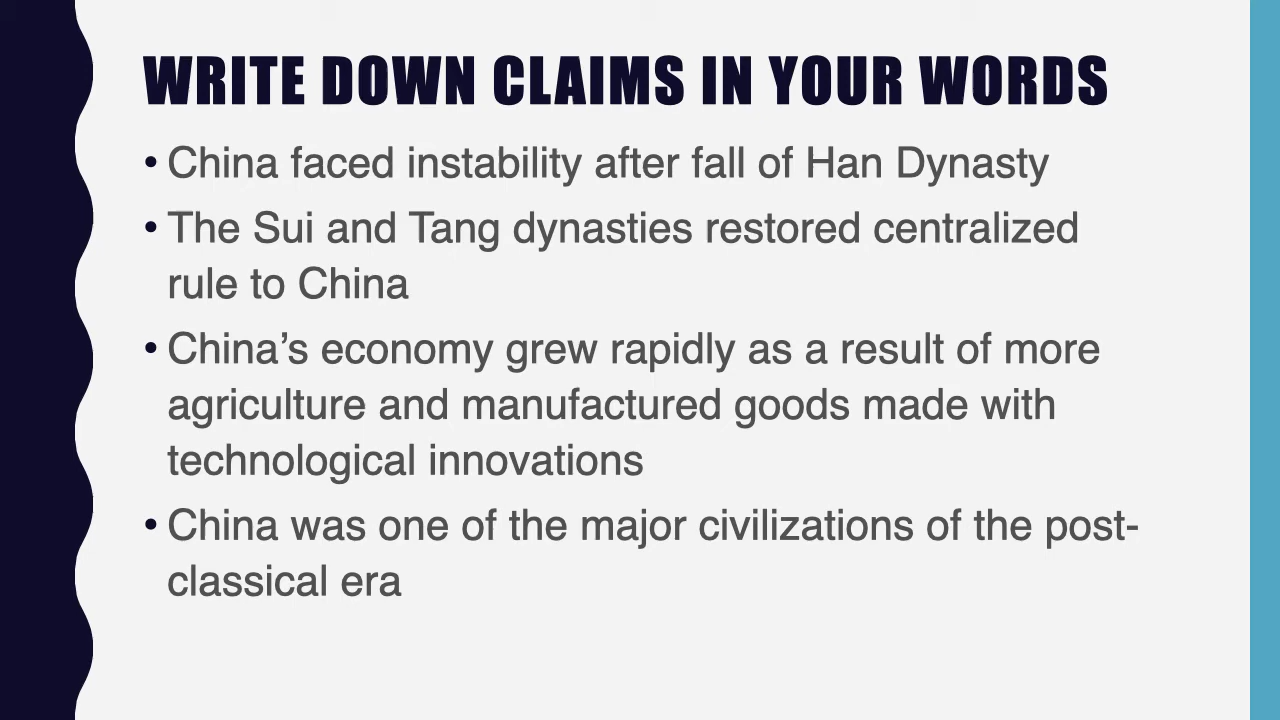 WRITE DOWN CLAIMS IN YOUR WORDS
• China faced instability after fall of Han Dynasty
• The Sui and Tang dynasties restored centralized
rule to China
• China’s economy grew rapidly as a result of more
agriculture and manufactured goods made with
technological innovations
• China was one of the major civilizations of the post-
classical era